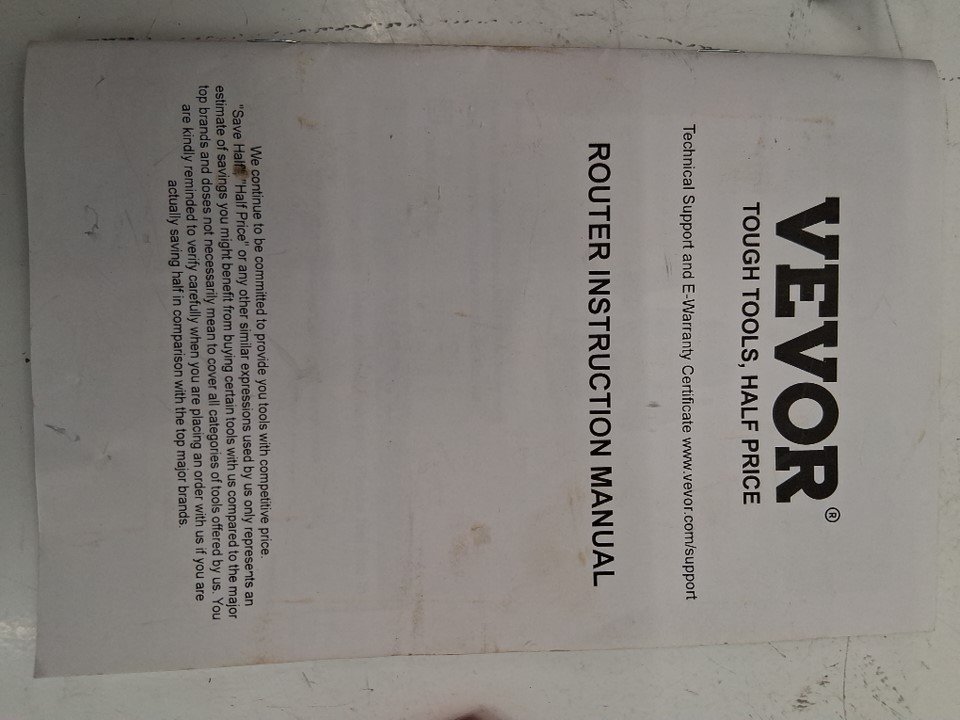 VEVOR®
TOUGH TOOLS, HALF PRICE
Technical Support and E-Warranty Certificate www.vevor.com/support
ROUTER INSTRUCTION MANUAL
We continue to be committed to provide you tools with competitive price.
"Save Half", "Half Price" or any other similar expressions used by us only represents an
estimate of savings you might benefit from buying certain tools with us compared to the major
top brands and doses not necessarily mean to cover all categories of tools offered by us. You
are kindly reminded to verify carefully when you are placing an order with us if you are
actually saving half in comparison with the top major brands.